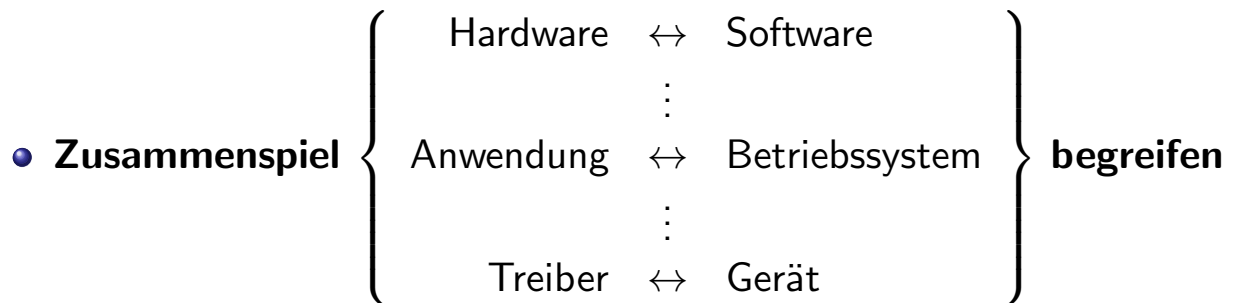 Hardware ↔ Software
⋮
• Zusammenspiel { Anwendung ↔ Betriebssystem } begreifen
⋮
Treiber ↔ Gerät